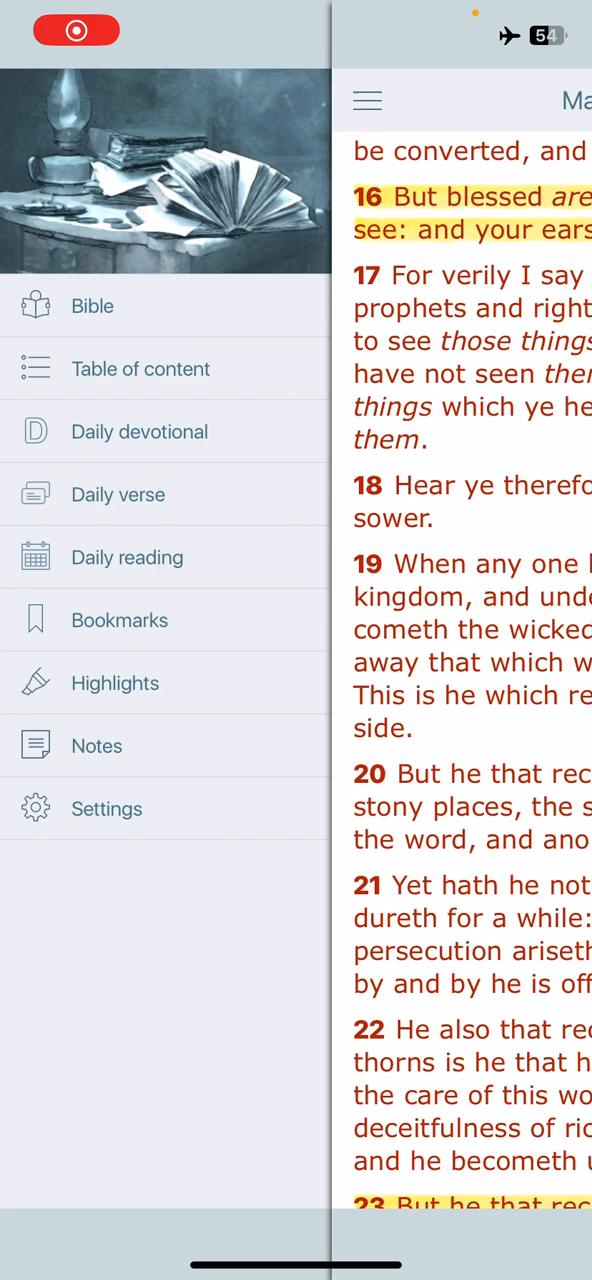 54
Bible
Table of content
Daily devotional
Daily verse
Daily reading
Bookmarks
Highlights
Notes
Settings
be converted, and
16 But blessed are
see: and your ears
17 For verily I say
prophets and right
to see those things
have not seen
things which ye he
them.
18 Hear ye therefo
sower.
19 When any one
kingdom, and unde
cometh the wicked
away that which w
This is he which re
side.
20 But he that rec
stony places, the s
the word, and ano
21 Yet hath he not
dureth for a while:
persecution ariseth
by and by he is off
22 He also that rec
thorns is he that h
the care of this wo
deceitfulness of ric
and he becometh u
23 But he that rec